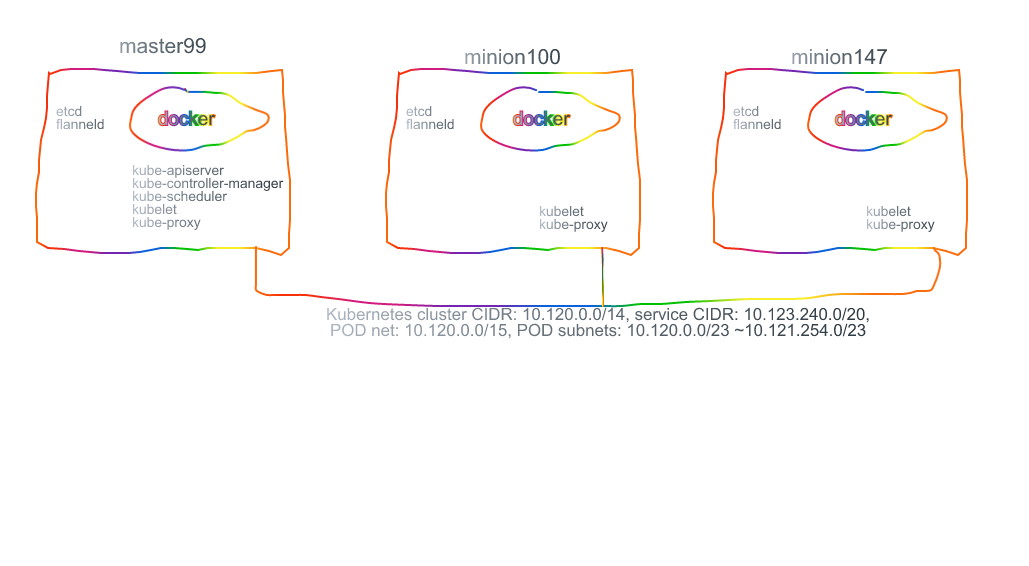 master99
etcd
flanneld
docker
kube-apiserver
kube-controller-manager
kube-scheduler
kubelet
kube-proxy
minion100
etcd
flanneld
docker
kubelet
kube-proxy
minion147
etcd
flanneld
docker
kubelet
kube-proxy
Kubernetes cluster CIDR: 10.120.0.0/14, service CIDR: 10.123.240.0/20,
POD net: 10.120.0.0/15, POD subnets: 10.120.0.0/23 ~10.121.254.0/23